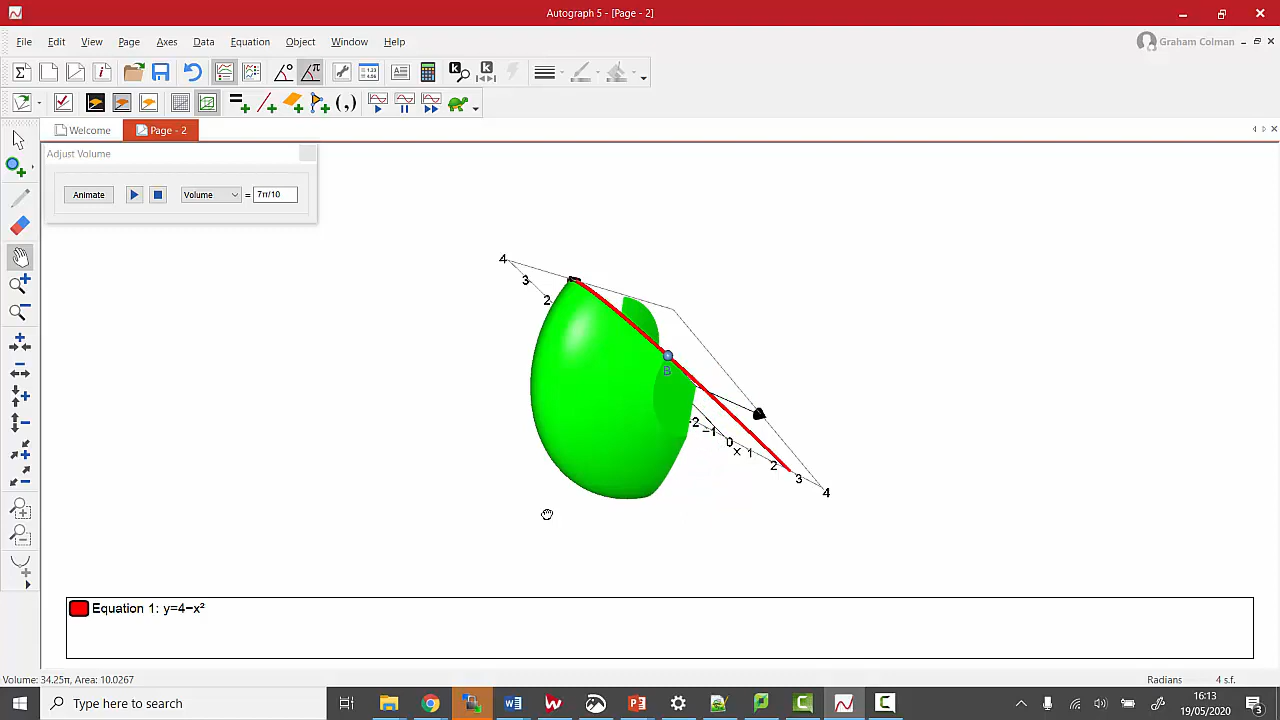 Autograph 5 - [Page - 2]
File Edit View Page Axes Data Equation Object Window Help
Graham Colman
Welcome
Page - 2
Adjust Volume
Animate
Volume
= 7π/10
4
3
2
B
-2
-1
0
x
1
2
3
4
Equation 1: y=4−x²
Volume: 34.25π, Area: 10.0267
Radians
4 s.f.
Type here to search
16:13
19/05/2020